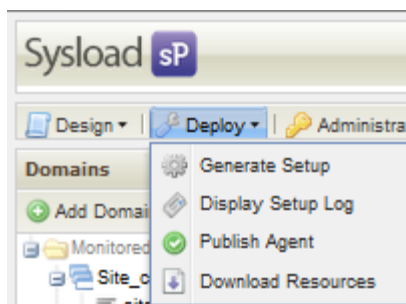 Sysload sP
Design Deploy Administra
Domains
Generate Setup
Add Domai
Display Setup Log
Monitored
Publish Agent
Site_c
Download Resources